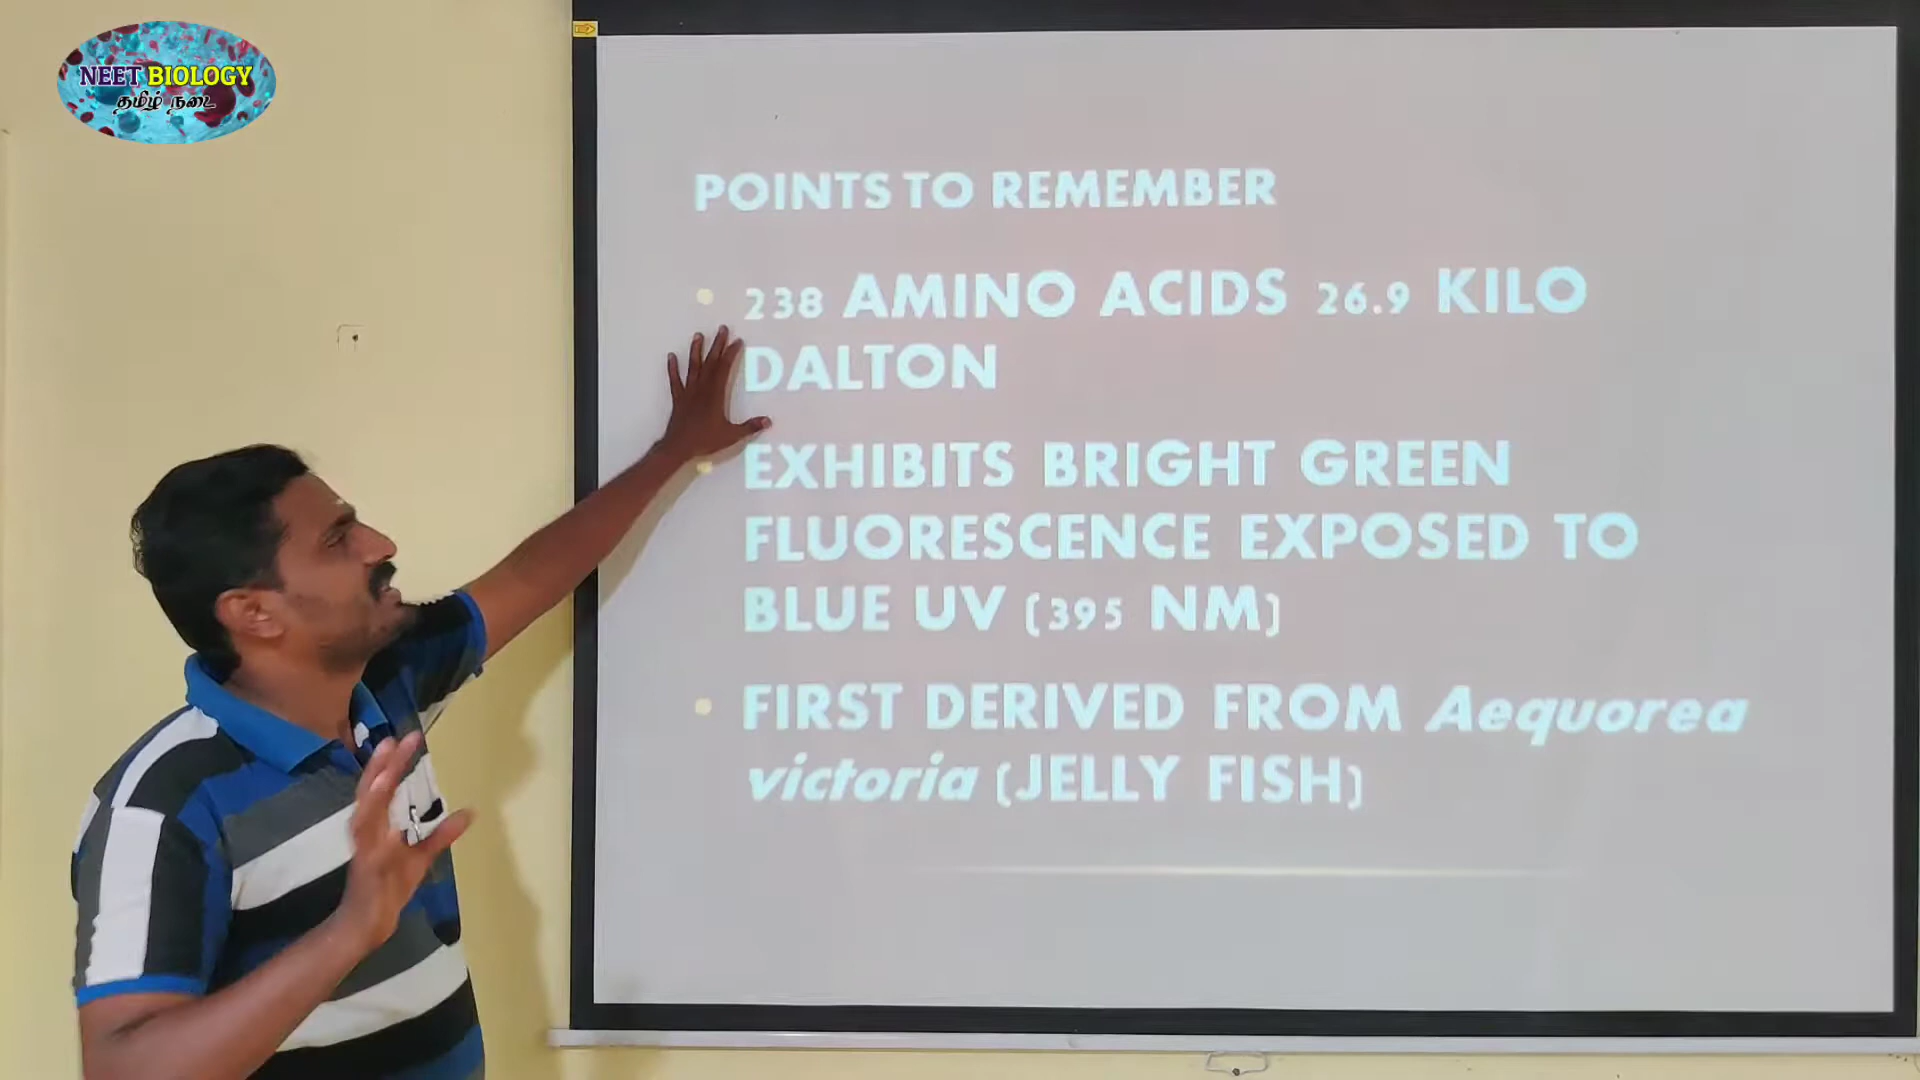 NEET BIOLOGY
தமிழ் நடை
POINTS TO REMEMBER
• 238 AMINO ACIDS 26.9 KILO
DALTON
• EXHIBITS BRIGHT GREEN
FLUORESCENCE EXPOSED TO
BLUE UV (395 NM)
• FIRST DERIVED FROM Aequorea
victoria (JELLY FISH)